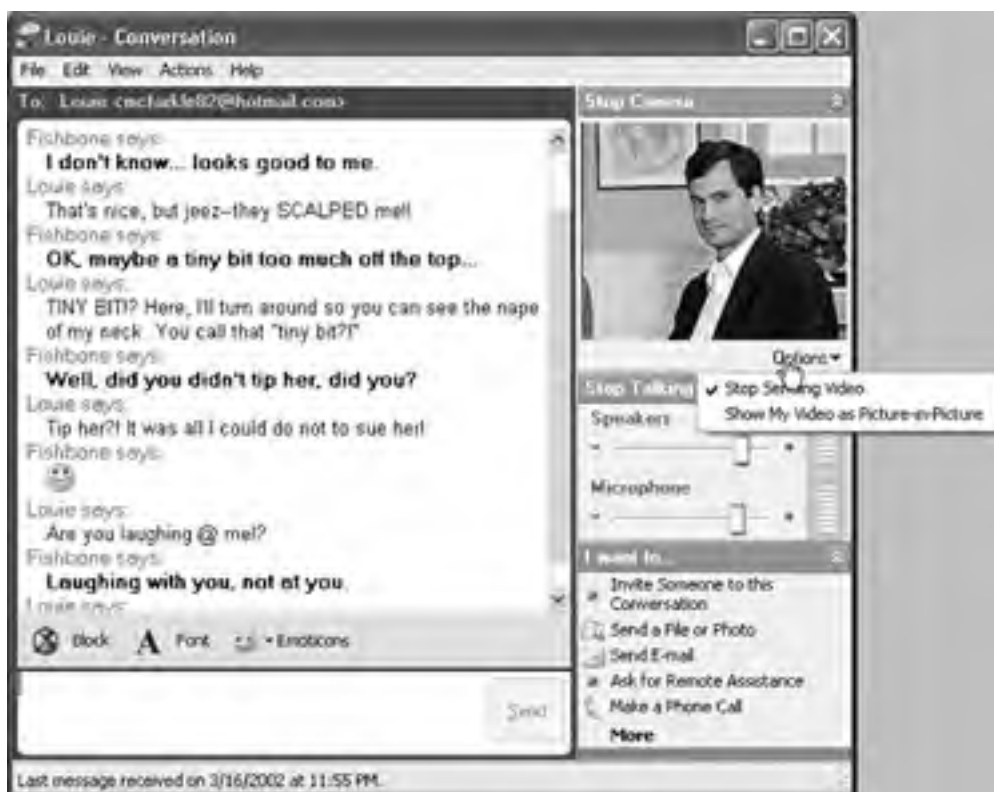 Louie - Conversation
File Edit View Actions Help
To: Louie <mcfarkle82@hotmail.com>
Fishbone says:
I don't know... looks good to me.
Louie says:
That's nice, but jeez--they SCALPED me!!
Fishbone says:
OK, maybe a tiny bit too much off the top...
Louie says:
TINY BIT!? Here, I'll turn around so you can see the nape
of my neck. You call that "tiny bit?!"
Fishbone says:
Well, did you didn't tip her, did you?
Louie says:
Tip her?! It was all I could do not to sue her!
Fishbone says:
Louie says:
Are you laughing @ me!?
Fishbone says:
Laughing with you, not at you.
Louie says:
Block Font Emoticons
Send
Last message received on 3/16/2002 at 11:55 PM.
Stop Camera
Options
Stop Sending Video
Show My Video as Picture-in-Picture
Stop Talking
Speakers
Microphone
I want to...
Invite Someone to this
Conversation
Send a File or Photo
Send E-mail
Ask for Remote Assistance
Make a Phone Call
More